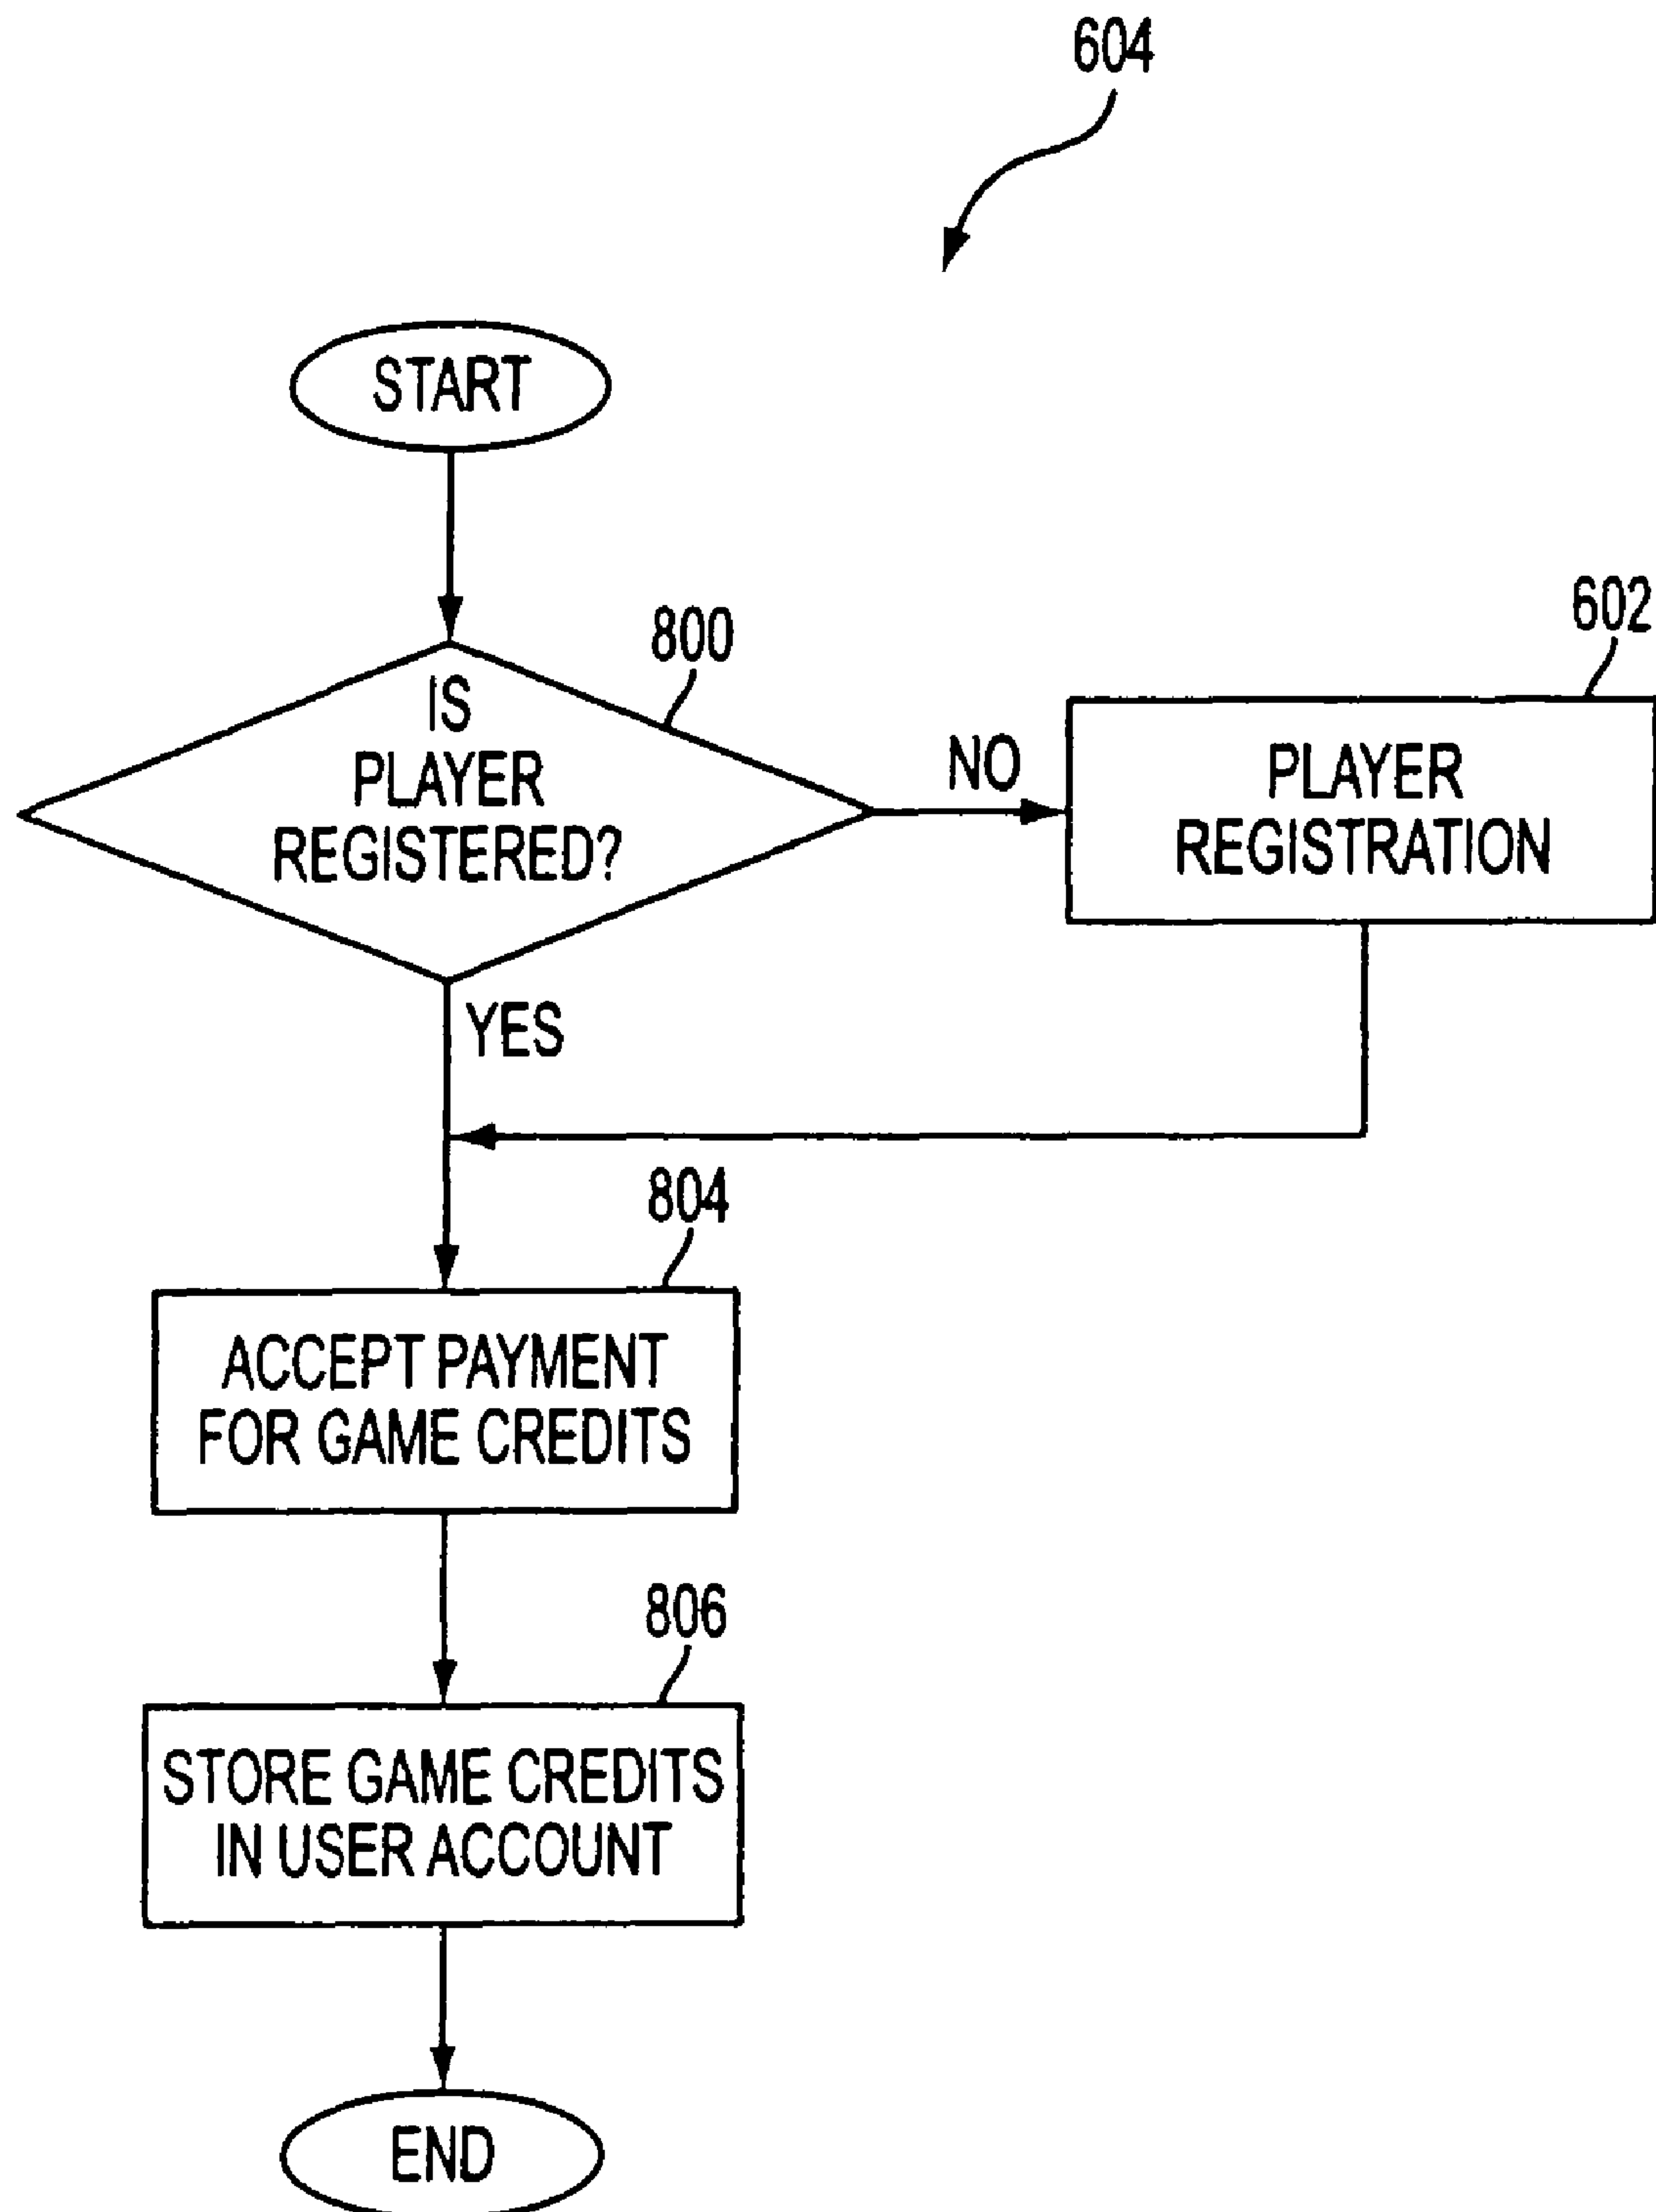 604
START
800
IS
PLAYER
REGISTERED?
NO
602
PLAYER
REGISTRATION
YES
804
ACCEPT PAYMENT
FOR GAME CREDITS
806
STORE GAME CREDITS
IN USER ACCOUNT
END